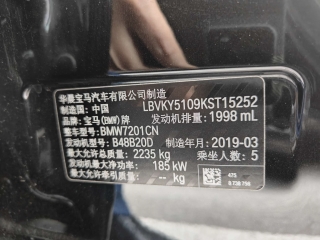 华晨宝马汽车有限公司制造
制造国：中国 LBVKY5109KST15252
品牌：宝马(BMW)牌 发动机排量：1998 mL
整车型号：BMW7201CN
发动机型号：B48B20D 制造年月：2019-03
最大允许总质量：2235 kg 乘坐人数：5
发动机最大净功率：185 kW
最大允许牵引质量：-- kg